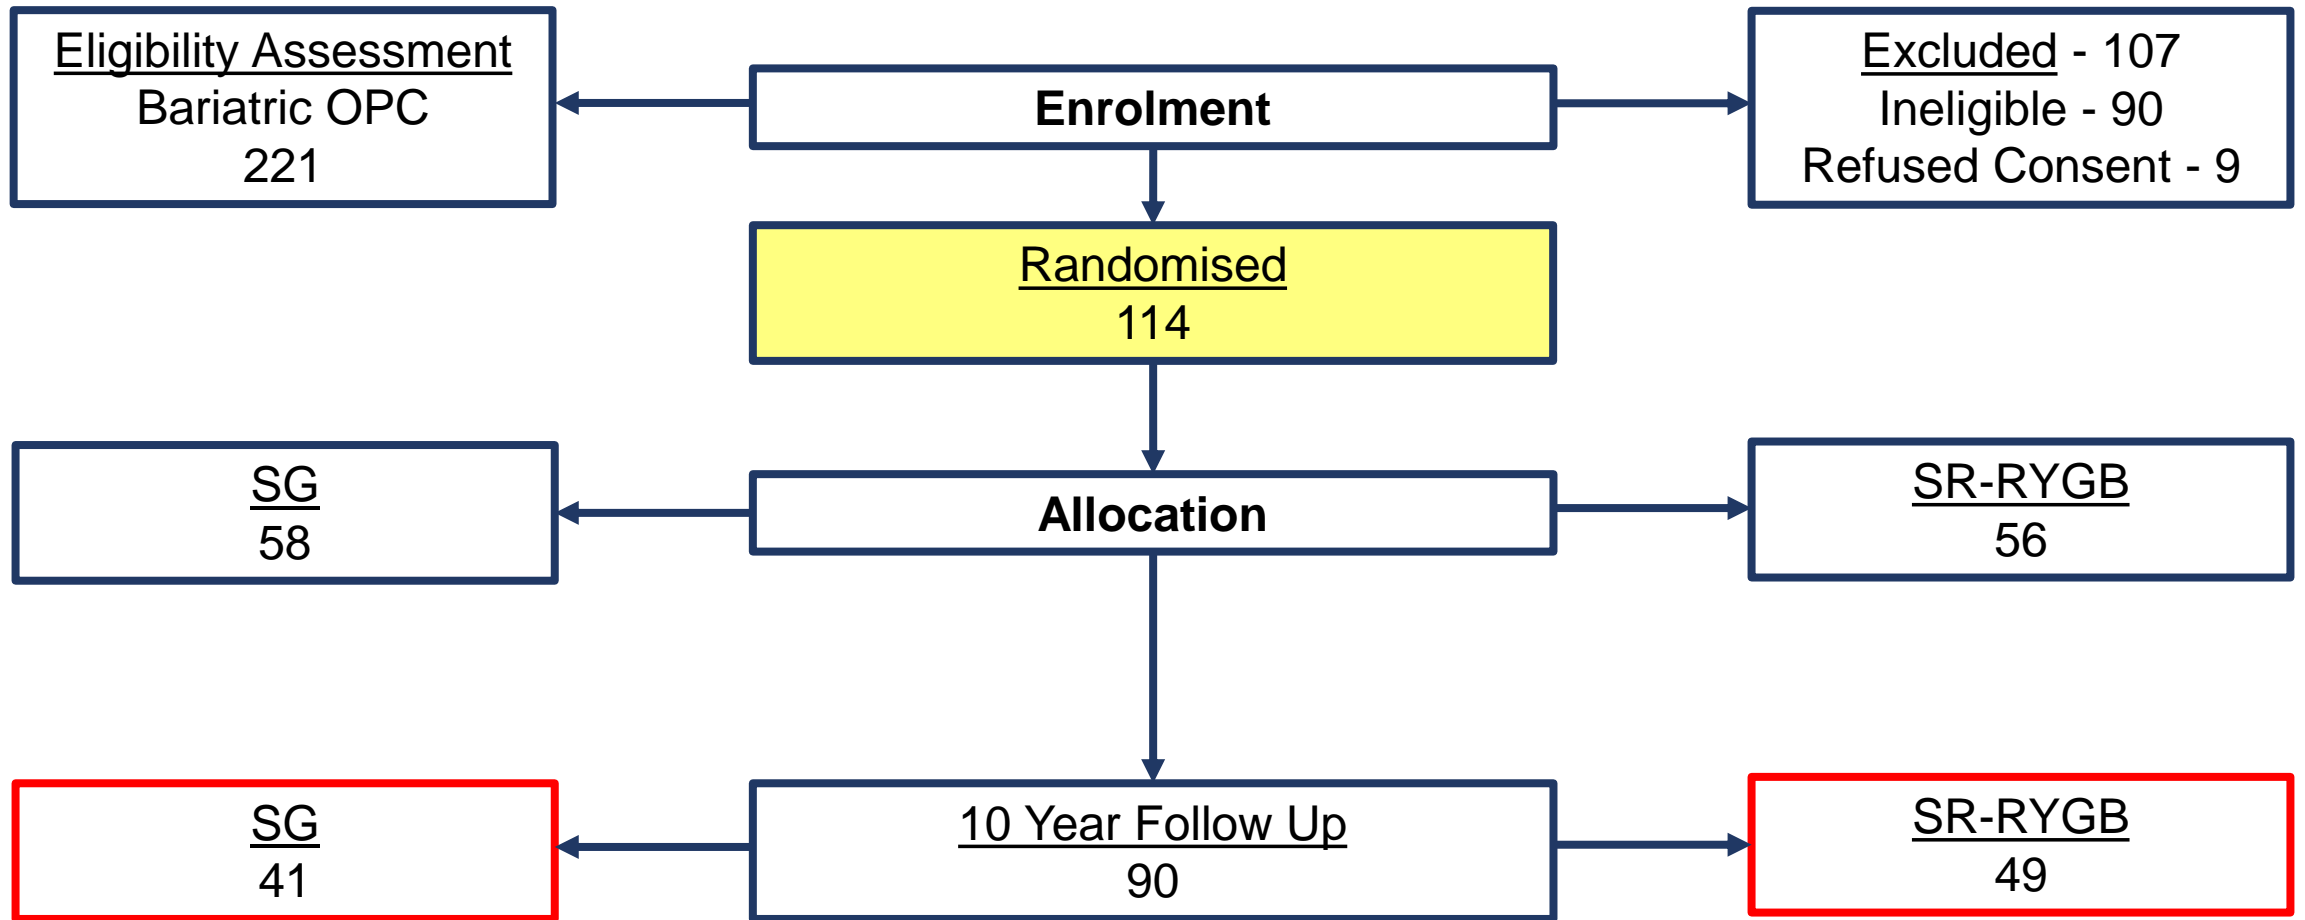 Eligibility Assessment
Bariatric OPC
221
Enrolment
Excluded - 107
Ineligible - 90
Refused Consent - 9
Randomised
114
SG
58
Allocation
SR-RYGB
56
SG
41
10 Year Follow Up
90
SR-RYGB
49